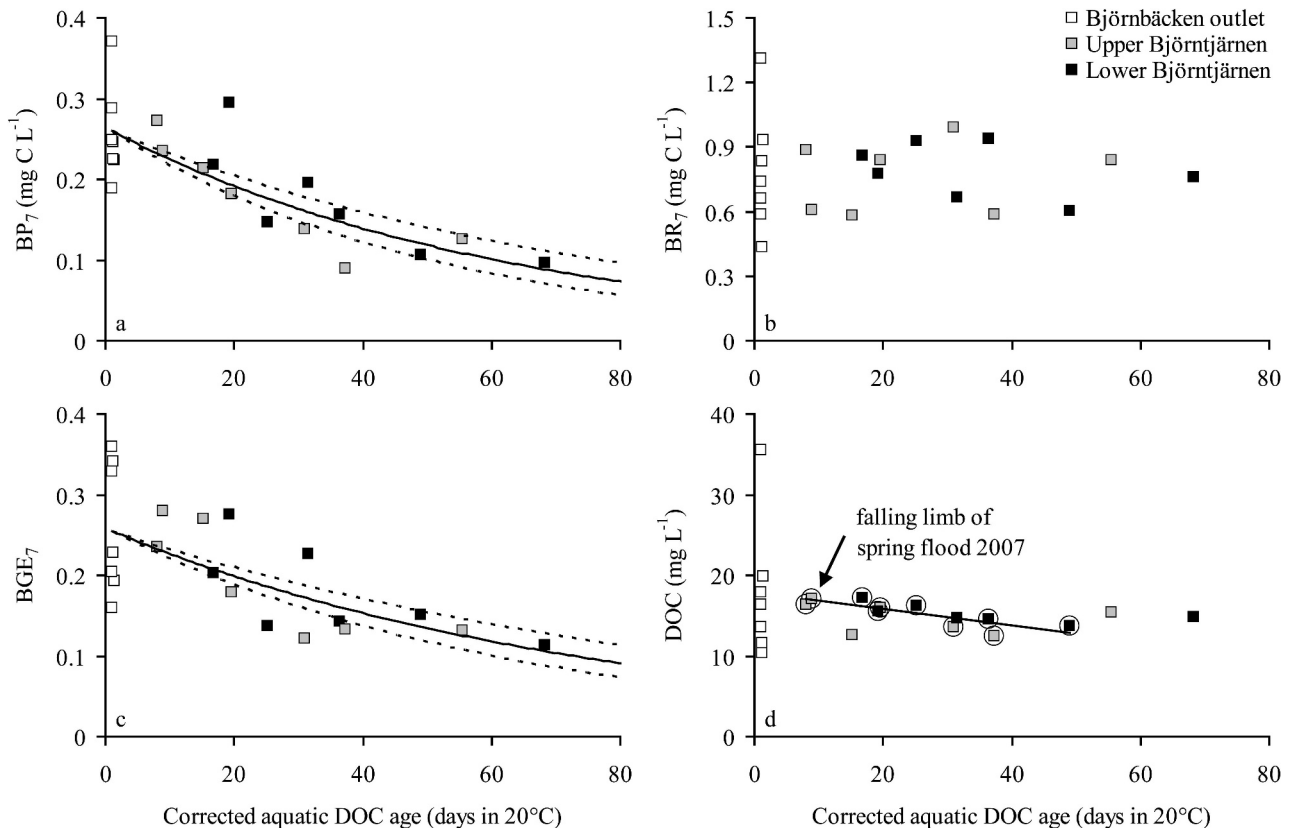 0.4
0.3
0.2
0.1
0
BP₇ (mg C L⁻¹)
a
0 20 40 60 80
1.5
1.2
0.9
0.6
0.3
0
BR₇ (mg C L⁻¹)
b
Björnbäcken outlet
Upper Björntjärnen
Lower Björntjärnen
0 20 40 60 80
0.4
0.3
0.2
0.1
0
BGE₇
c
0 20 40 60 80
Corrected aquatic DOC age (days in 20°C)
40
30
20
10
0
DOC (mg L⁻¹)
falling limb of
spring flood 2007
d
0 20 40 60 80
Corrected aquatic DOC age (days in 20°C)